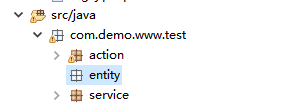 src/java
com.demo.www.test
action
entity
service